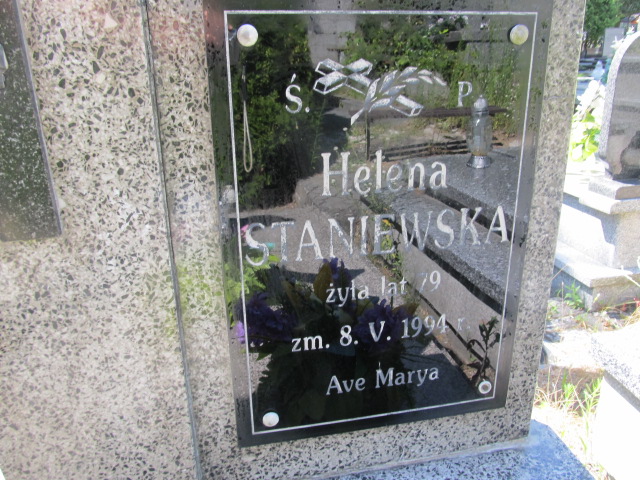 Ś. P.
Helena
STANIEWSKA
żyła lat 79
zm. 8. V. 1994 r.
Ave Marya